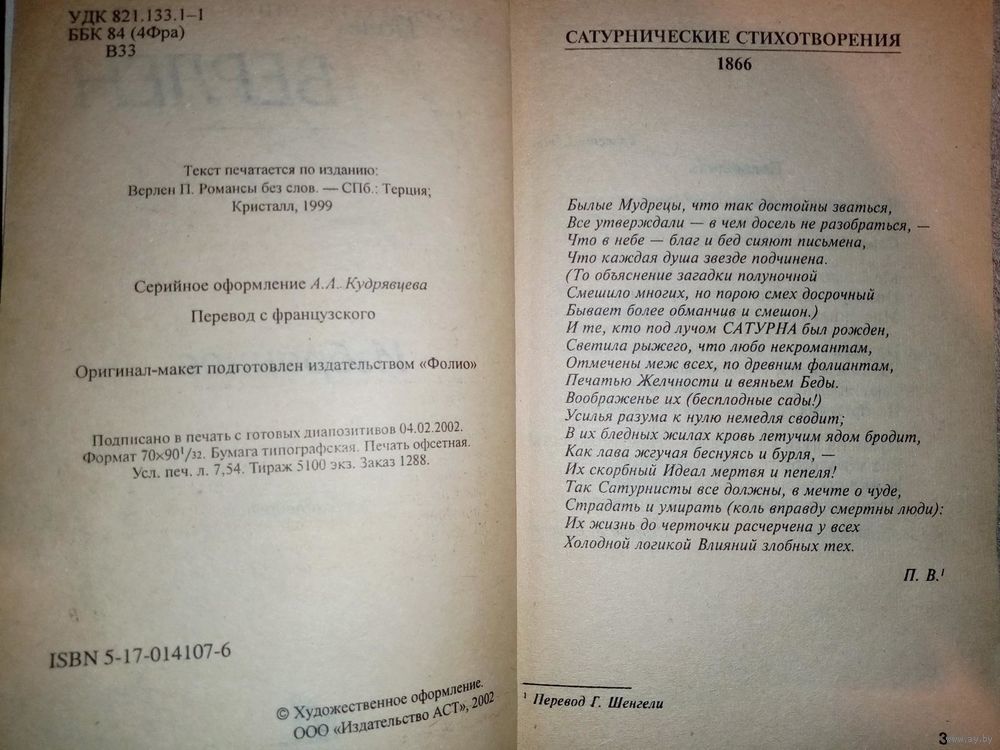 УДК 821.133.1–1
ББК 84 (4Фра)
В33
Текст печатается по изданию:
Верлен П. Романсы без слов. — СПб.: Терция;
Кристалл, 1999
Серийное оформление А.А. Кудрявцева
Перевод с французского
Оригинал-макет подготовлен издательством «Фолио»
Подписано в печать с готовых диапозитивов 04.02.2002.
Формат 70×90¹/32. Бумага типографская. Печать офсетная.
Усл. печ. л. 7,54. Тираж 5100 экз. Заказ 1288.
ISBN 5-17-014107-6
© Художественное оформление.
ООО «Издательство АСТ», 2002
САТУРНИЧЕСКИЕ СТИХОТВОРЕНИЯ
1866
Былые Мудрецы, что так достойны зваться,
Все утверждали — в чем досель не разобраться, —
Что в небе — благ и бед сияют письмена,
Что каждая душа звезде подчинена.
(То объяснение загадки полуночной
Смешило многих, но порою смех досрочный
Бывает более обманчив и смешон.)
И те, кто под лучом САТУРНА был рожден,
Светила рыжего, что любо некромантам,
Отмечены меж всех, по древним фолиантам,
Печатью Желчности и веяньем Беды.
Воображенье их (бесплодные сады!)
Усилья разума к нулю немедля сводит;
В их бледных жилах кровь летучим ядом бродит,
Как лава жгучая беснуясь и бурля, —
Их скорбный Идеал мертвя и пепеля!
Так Сатурнисты все должны, в мечте о чуде,
Страдать и умирать (коль вправду смертны люди):
Их жизнь до черточки расчерчена у всех
Холодной логикой Влияний злобных тех.
П. В.¹
¹ Перевод Г. Шенгели
3
www.ay.by